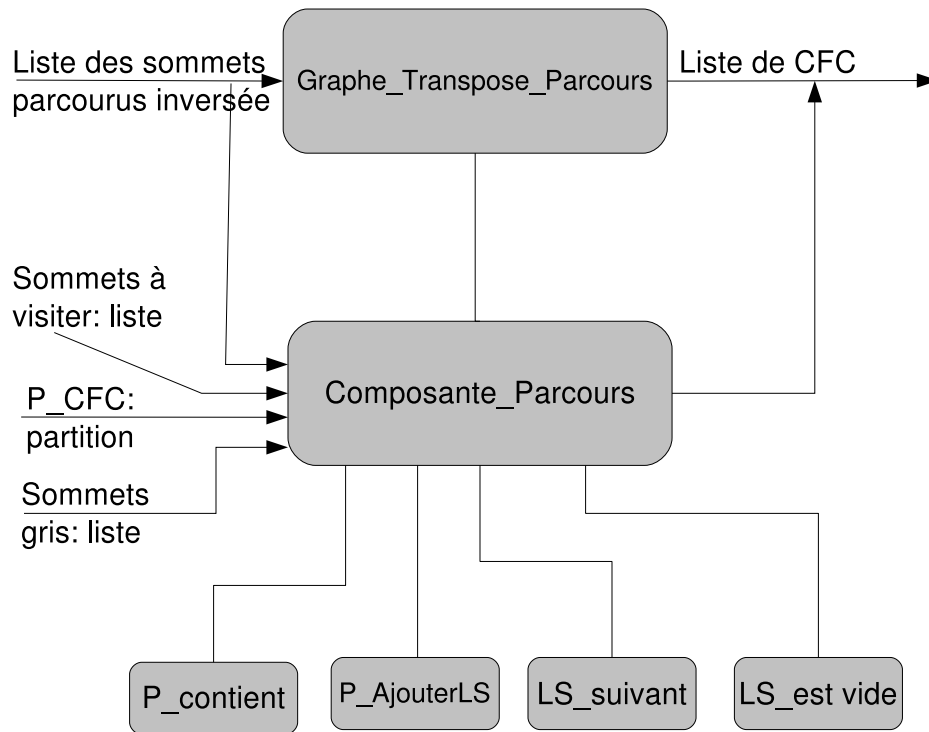 Liste des sommets
parcourus inversée
Graphe_Transpose_Parcours
Liste de CFC
Sommets à
visiter: liste
P_CFC:
partition
Sommets
gris: liste
Composante_Parcours
P_contient
P_AjouterLS
LS_suivant
LS_est vide